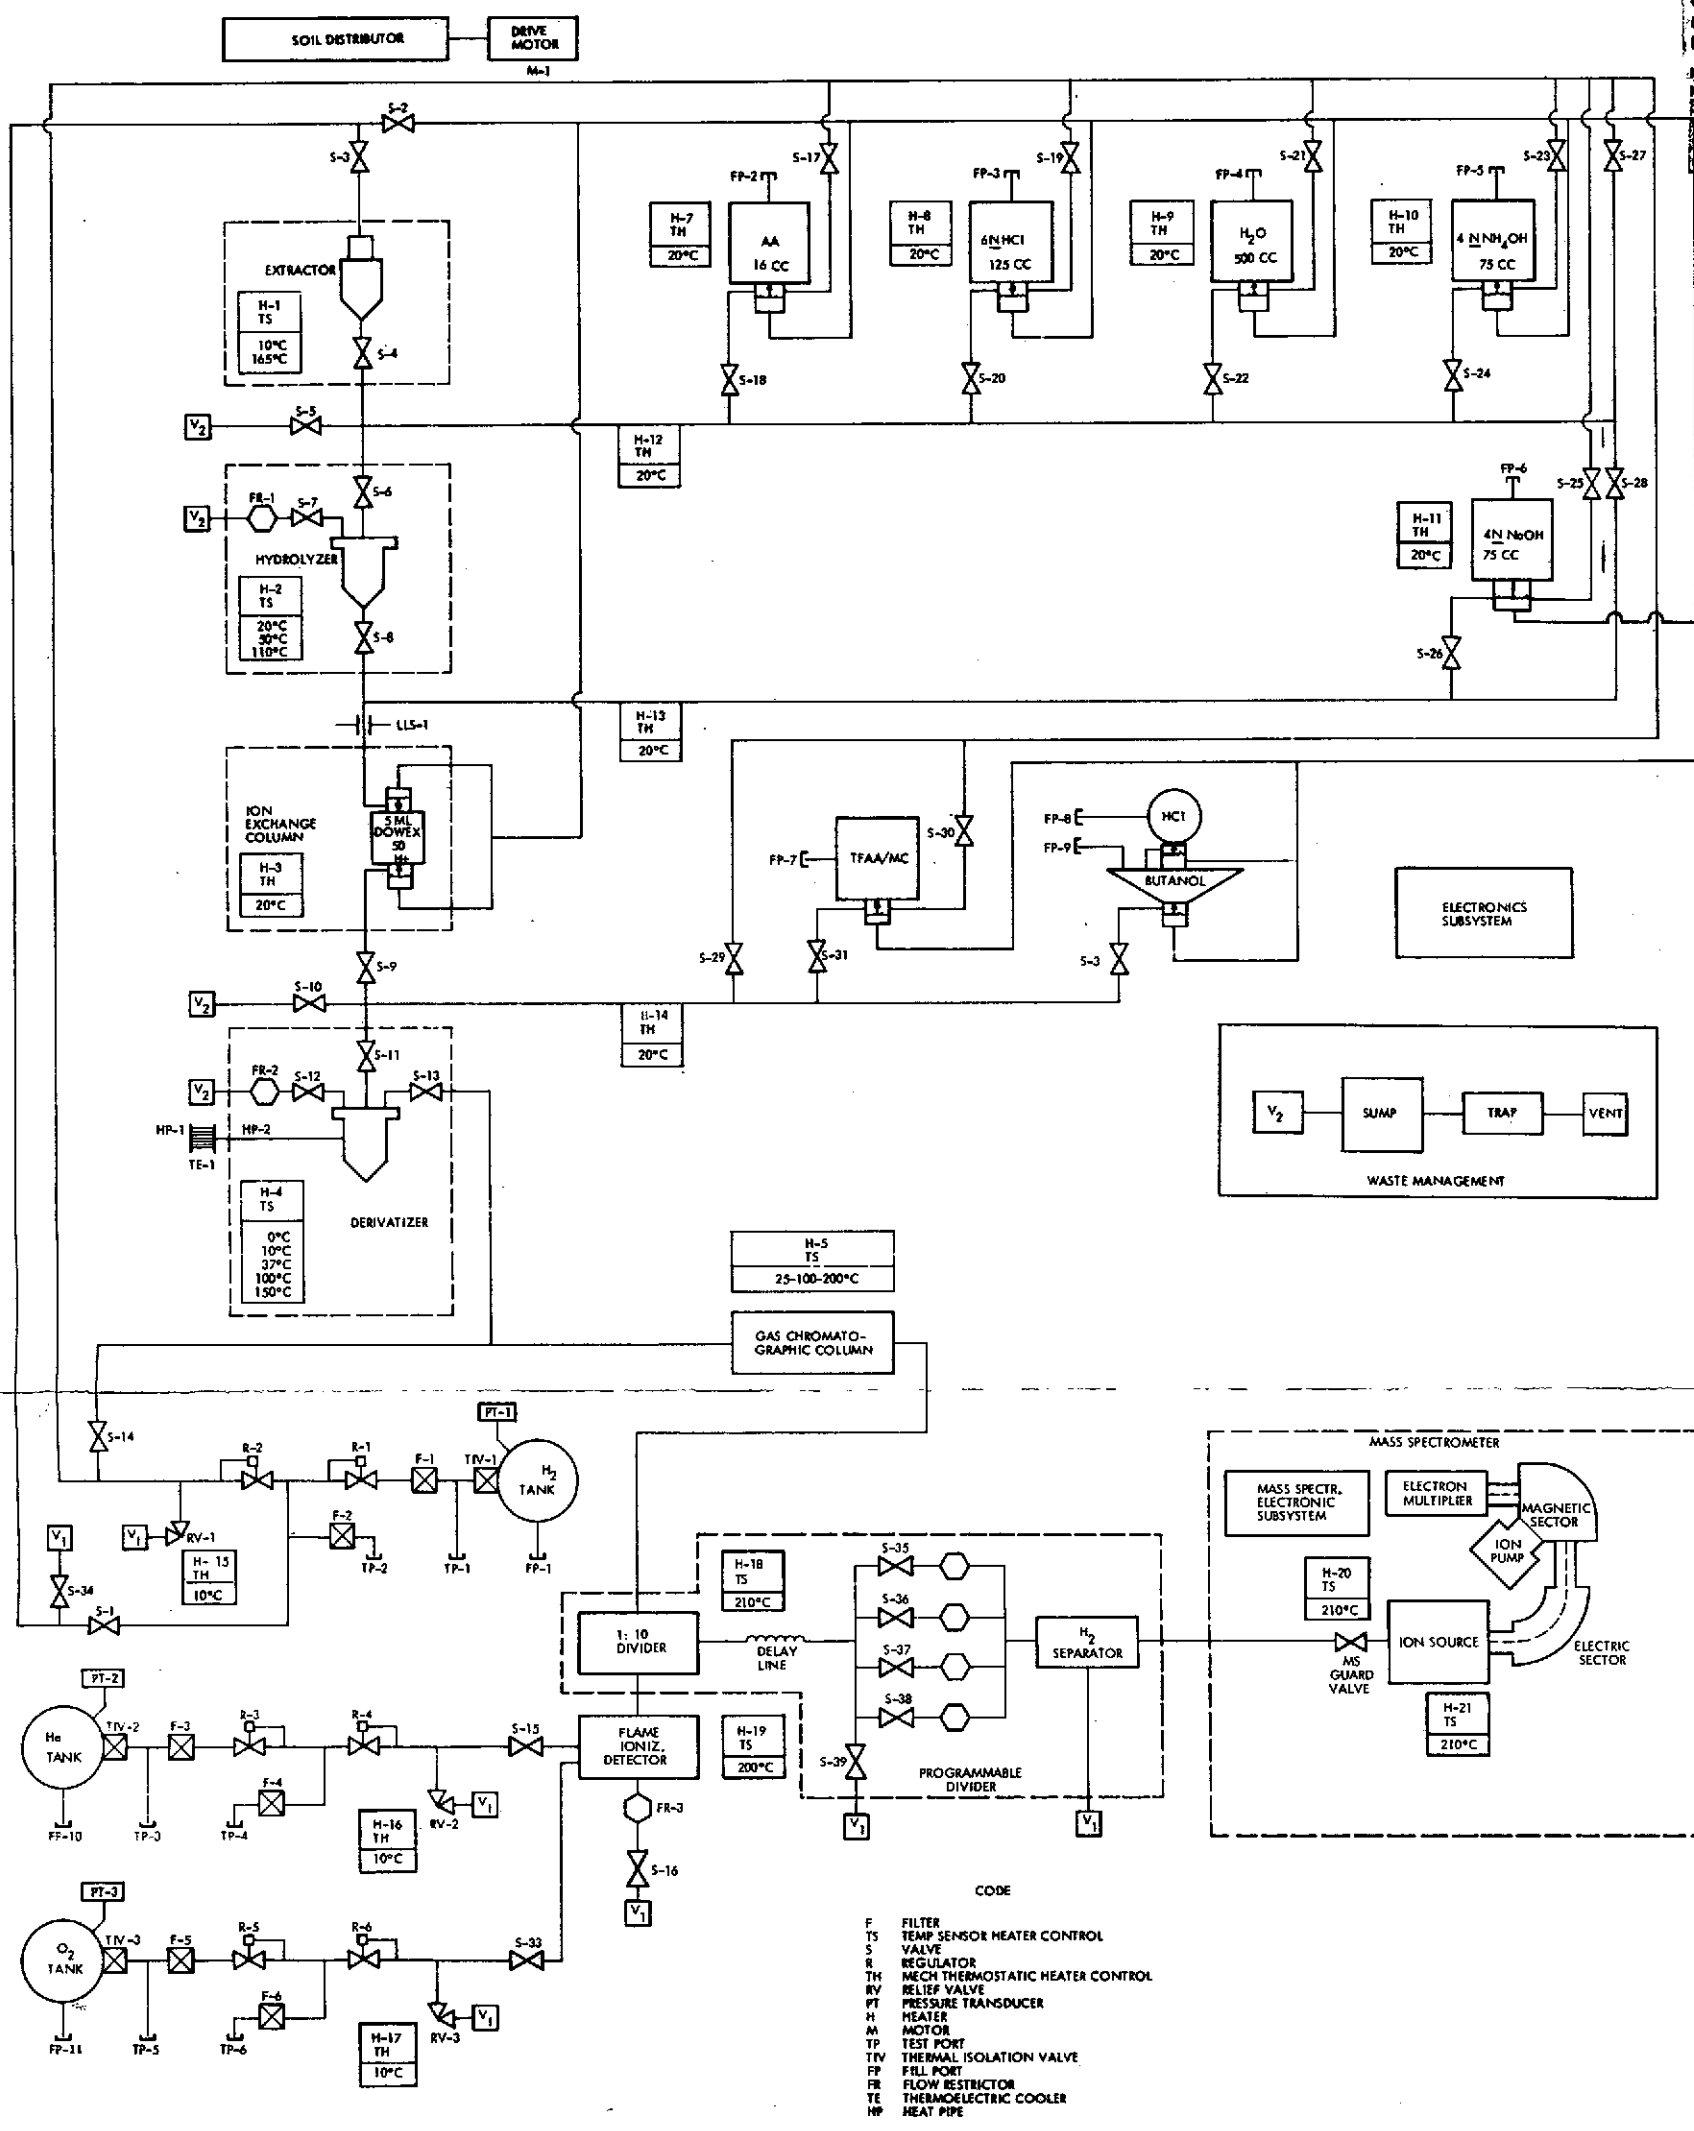 SOIL DISTRIBUTOR
DRIVE
MOTOR
M-1
S-2
S-3
S-17
S-19
S-21
S-23
S-27
FP-2
FP-3
FP-4
FP-5
H-7
TH
20°C
AA
16 CC
H-8
TH
20°C
6NHCl
125 CC
H-9
TH
20°C
H2O
500 CC
H-10
TH
20°C
4 N NH4OH
75 CC
EXTRACTOR
H-1
TS
10°C
165°C
S-4
S-18
S-20
S-22
S-24
V2
S-5
H-12
TH
20°C
FP-6
S-25
S-28
S-6
V2
FR-1
S-7
HYDROLYZER
H-2
TS
20°C
50°C
110°C
S-8
H-11
TH
20°C
4N NaOH
75 CC
S-26
LLS-1
H-13
TH
20°C
ION
EXCHANGE
COLUMN
H-3
TH
20°C
5 ML
DOWEX
50
H+
FP-7
TFAA/MC
S-30
FP-8
HCl
FP-9
BUTANOL
ELECTRONICS
SUBSYSTEM
S-9
S-29
S-31
S-3
V2
S-10
H-14
TH
20°C
S-11
V2
FR-2
S-12
S-13
HP-1
HP-2
TE-1
H-4
TS
0°C
10°C
37°C
100°C
150°C
DERIVATIZER
V2
SUMP
TRAP
VENT
WASTE MANAGEMENT
H-5
TS
25-100-200°C
GAS CHROMATO-
GRAPHIC COLUMN
S-14
R-2
R-1
F-1
TIV-1
PT-1
H2
TANK
V1
RV-1
F-2
TP-2
TP-1
FP-1
H-15
TH
10°C
V1
S-34
S-1
MASS SPECTROMETER
MASS SPECTR.
ELECTRONIC
SUBSYSTEM
ELECTRON
MULTIPLIER
MAGNETIC
SECTOR
ION
PUMP
H-20
TS
210°C
MS
GUARD
VALVE
ION SOURCE
ELECTRIC
SECTOR
H-21
TS
210°C
H-18
TS
210°C
S-35
S-36
S-37
S-38
S-39
1: 10
DIVIDER
DELAY
LINE
H2
SEPARATOR
PROGRAMMABLE
DIVIDER
V1
V1
PT-2
He
TANK
TIV-2
F-3
R-3
R-4
S-15
FLAME
IONIZ.
DETECTOR
H-19
TS
200°C
FP-10
TP-3
F-4
TP-4
H-16
TH
10°C
RV-2
V1
FR-3
S-16
V1
PT-3
O2
TANK
TIV-3
F-5
R-5
R-6
S-33
FP-11
TP-5
F-6
TP-6
H-17
TH
10°C
RV-3
V1
CODE
F FILTER
TS TEMP SENSOR HEATER CONTROL
S VALVE
R REGULATOR
TH MECH THERMOSTATIC HEATER CONTROL
RV RELIEF VALVE
PT PRESSURE TRANSDUCER
H HEATER
M MOTOR
TP TEST PORT
TIV THERMAL ISOLATION VALVE
FP FILL PORT
FR FLOW RESTRICTOR
TE THERMOELECTRIC COOLER
HP HEAT PIPE